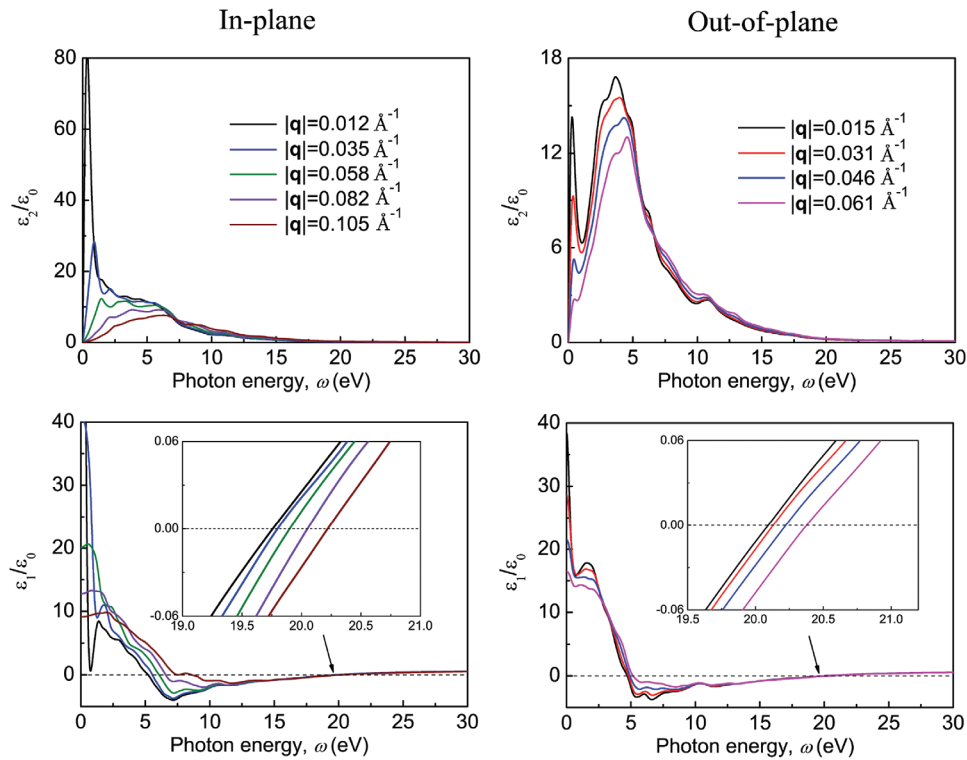 In-plane
Out-of-plane
80
60
40
20
0
ε2/ε0
|q|=0.012 Å⁻¹
|q|=0.035 Å⁻¹
|q|=0.058 Å⁻¹
|q|=0.082 Å⁻¹
|q|=0.105 Å⁻¹
0 5 10 15 20 25 30
Photon energy, ω (eV)
18
12
6
0
ε2/ε0
|q|=0.015 Å⁻¹
|q|=0.031 Å⁻¹
|q|=0.046 Å⁻¹
|q|=0.061 Å⁻¹
0 5 10 15 20 25 30
Photon energy, ω (eV)
40
30
20
10
0
ε1/ε0
0.06
0.00
-0.06
19.0 19.5 20.0 20.5 21.0
0 5 10 15 20 25 30
Photon energy, ω (eV)
40
30
20
10
0
ε1/ε0
0.06
0.00
-0.06
19.5 20.0 20.5 21.0
0 5 10 15 20 25 30
Photon energy, ω (eV)